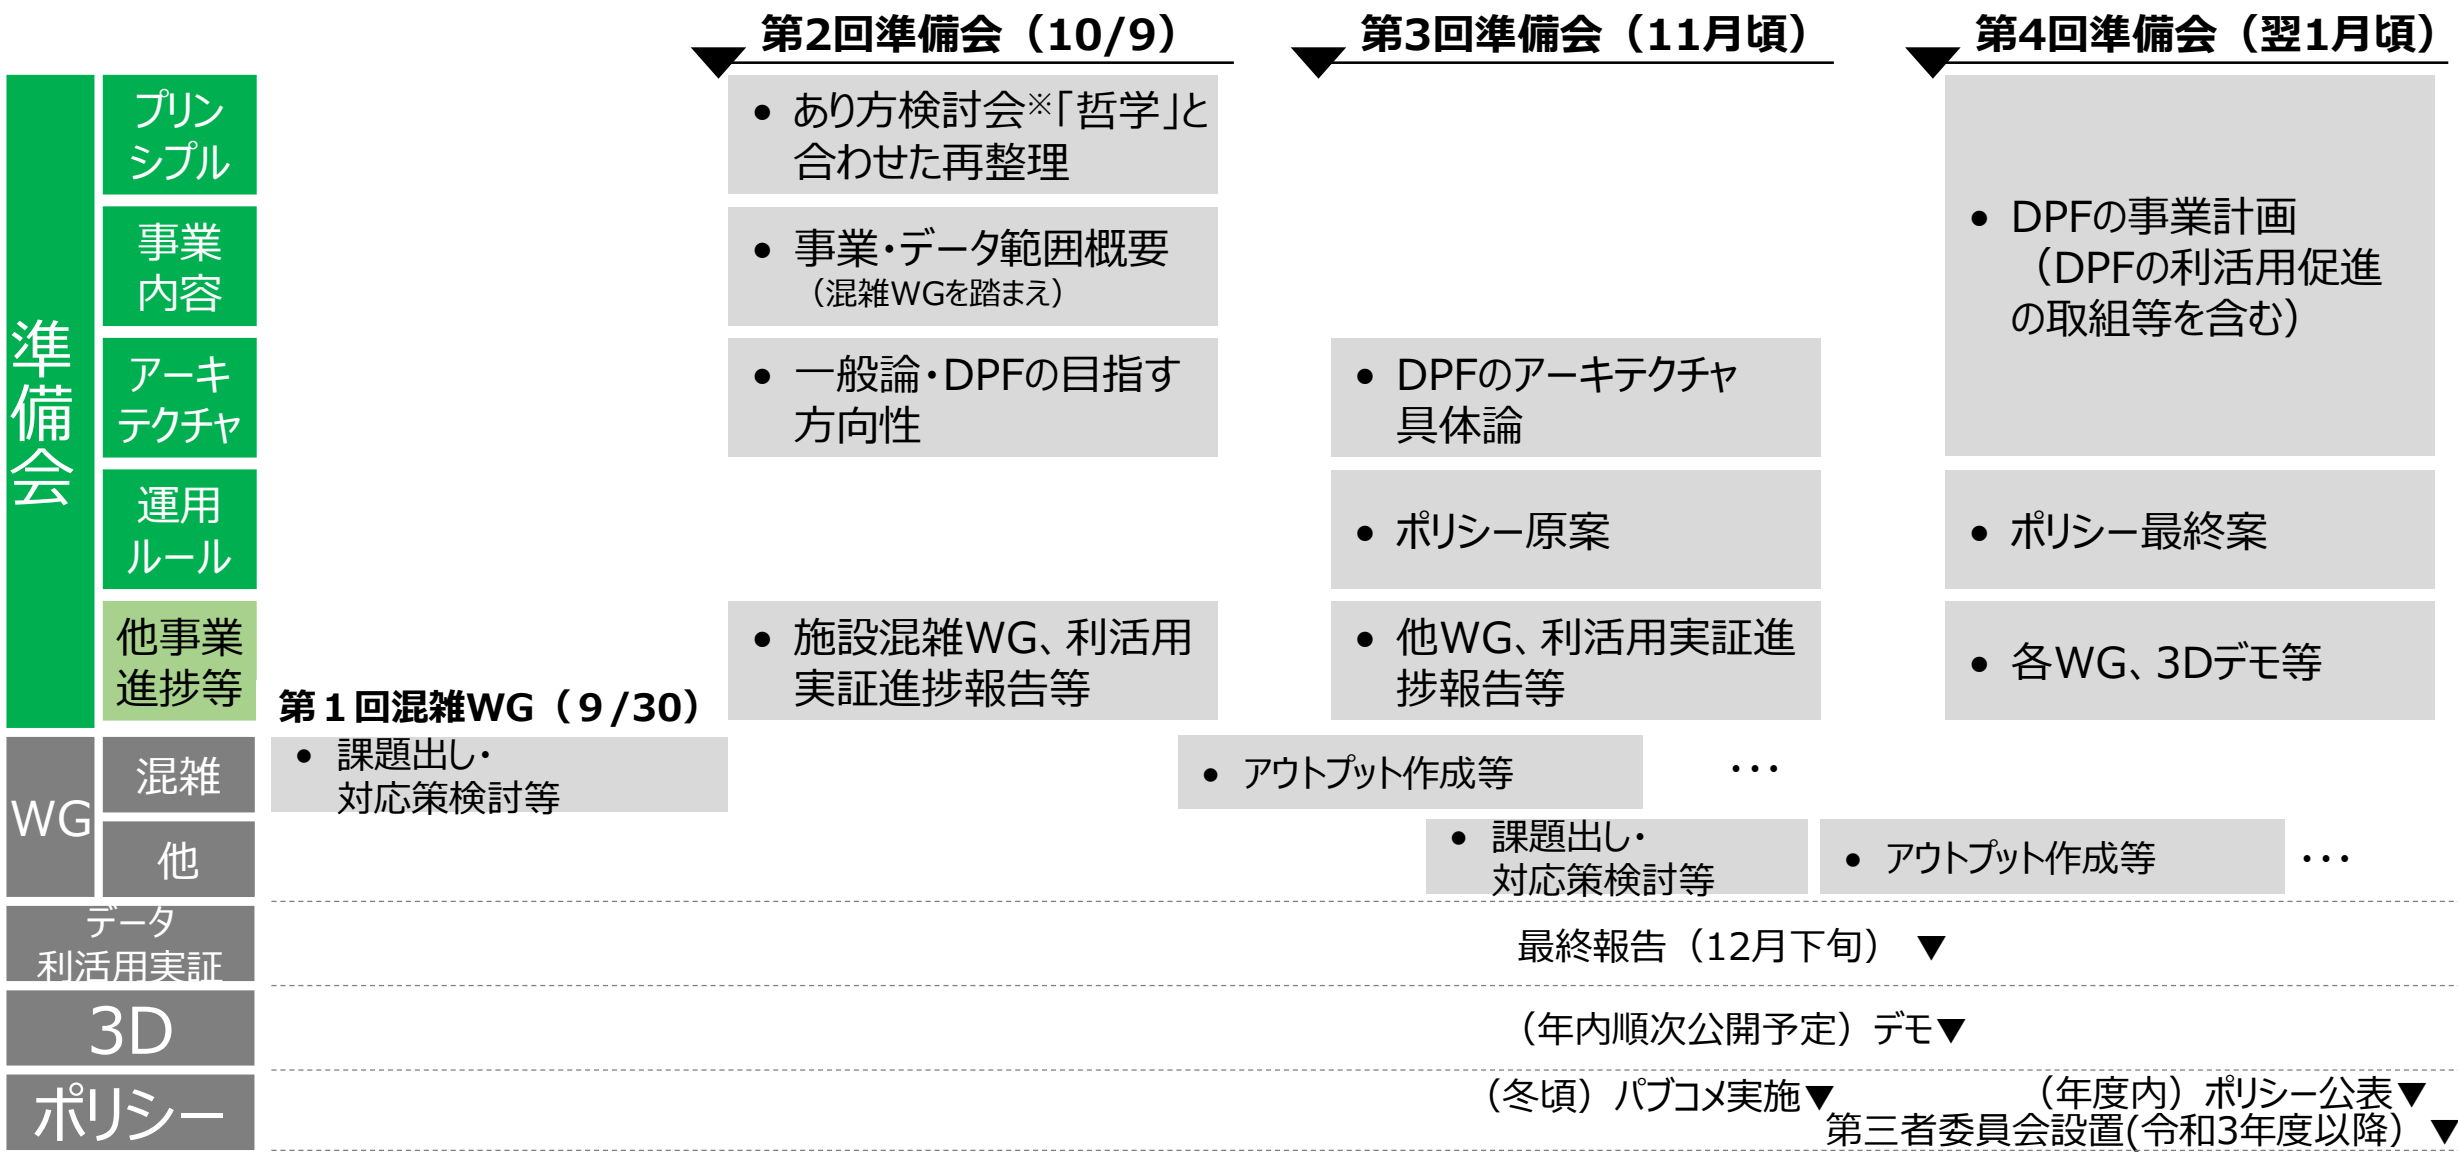 第2回準備会（10/9）
第3回準備会（11月頃）
第4回準備会（翌1月頃）
準備会
プリン
シプル
• あり方検討会※「哲学」と
合わせた再整理
事業
内容
• 事業・データ範囲概要
（混雑WGを踏まえ）
• DPFの事業計画
（DPFの利活用促進
の取組等を含む）
アーキ
テクチャ
• 一般論・DPFの目指す
方向性
• DPFのアーキテクチャ
具体論
運用
ルール
• ポリシー原案
• ポリシー最終案
他事業
進捗等
• 施設混雑WG、利活用
実証進捗報告等
• 他WG、利活用実証進
捗報告等
• 各WG、3Dデモ等
第１回混雑WG（９/30）
WG
混雑
• 課題出し・
対応策検討等
• アウトプット作成等
・・・
他
• 課題出し・
対応策検討等
• アウトプット作成等
・・・
データ
利活用実証
最終報告（12月下旬） ▼
3D
（年内順次公開予定）デモ▼
ポリシー
（冬頃）パブコメ実施▼
（年度内）ポリシー公表▼
第三者委員会設置(令和3年度以降） ▼